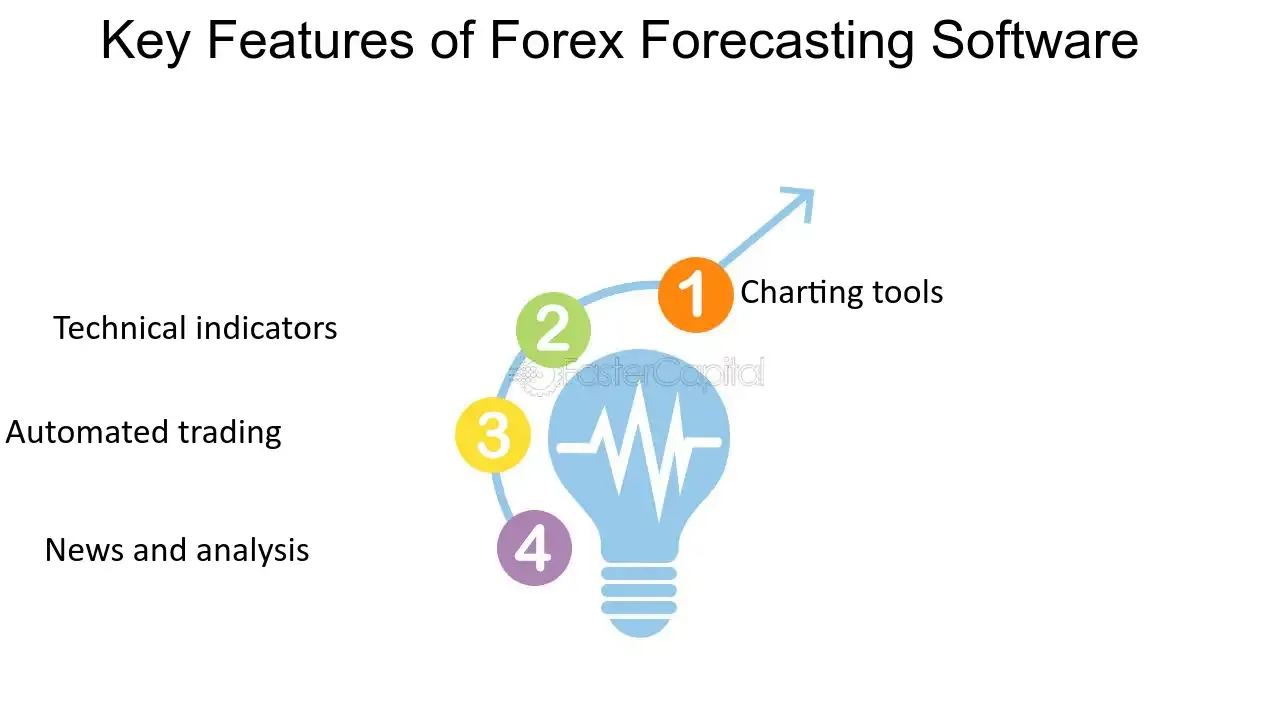 Key Features of Forex Forecasting Software
1
Charting tools
2
Technical indicators
FasterCapital
3
Automated trading
4
News and analysis